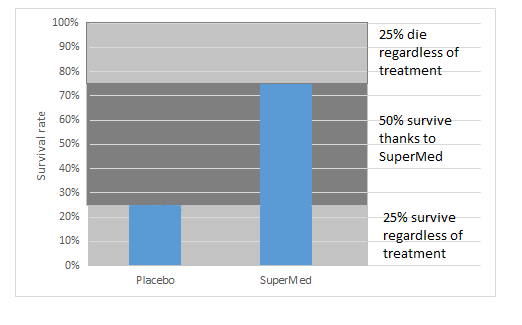 100%
90%
80%
70%
60%
50%
40%
30%
20%
10%
0%
Survival rate
Placebo
SuperMed
25% die
regardless of
treatment
50% survive
thanks to
SuperMed
25% survive
regardless of
treatment